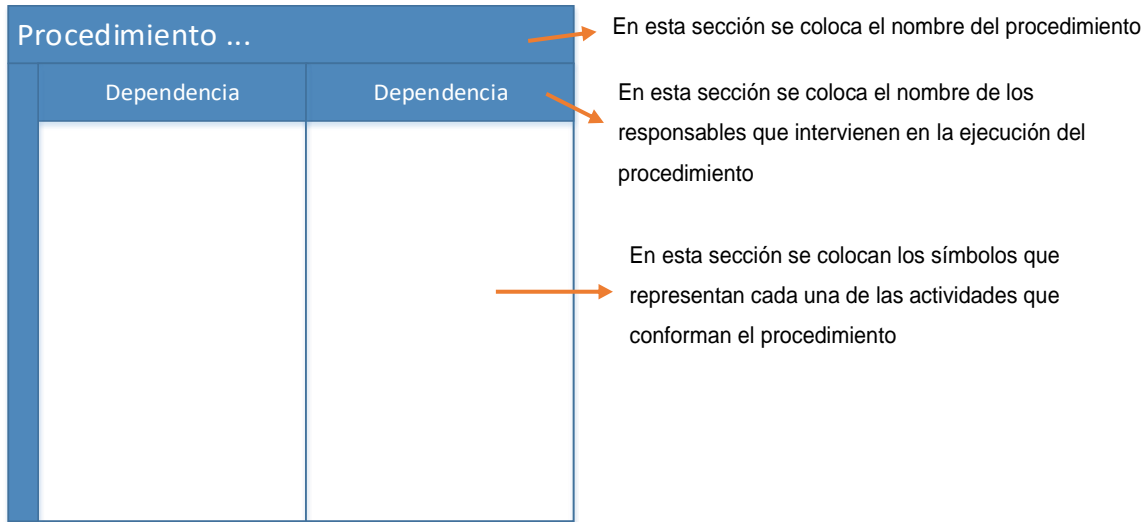 Procedimiento ...
En esta sección se coloca el nombre del procedimiento
Dependencia
Dependencia
En esta sección se coloca el nombre de los
responsables que intervienen en la ejecución del
procedimiento
En esta sección se colocan los símbolos que
representan cada una de las actividades que
conforman el procedimiento